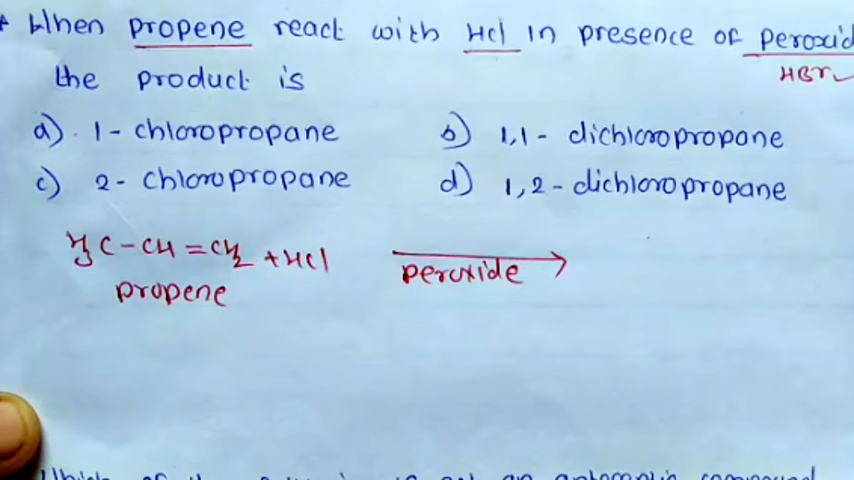 When propene react with HCl in presence of peroxid
HBr ✓
the product is
a) 1 - chloropropane b) 1,1 - dichloropropane
c) 2 - chloropropane d) 1,2 - dichloropropane
H3C - CH = CH2 + HCl peroxide
propene